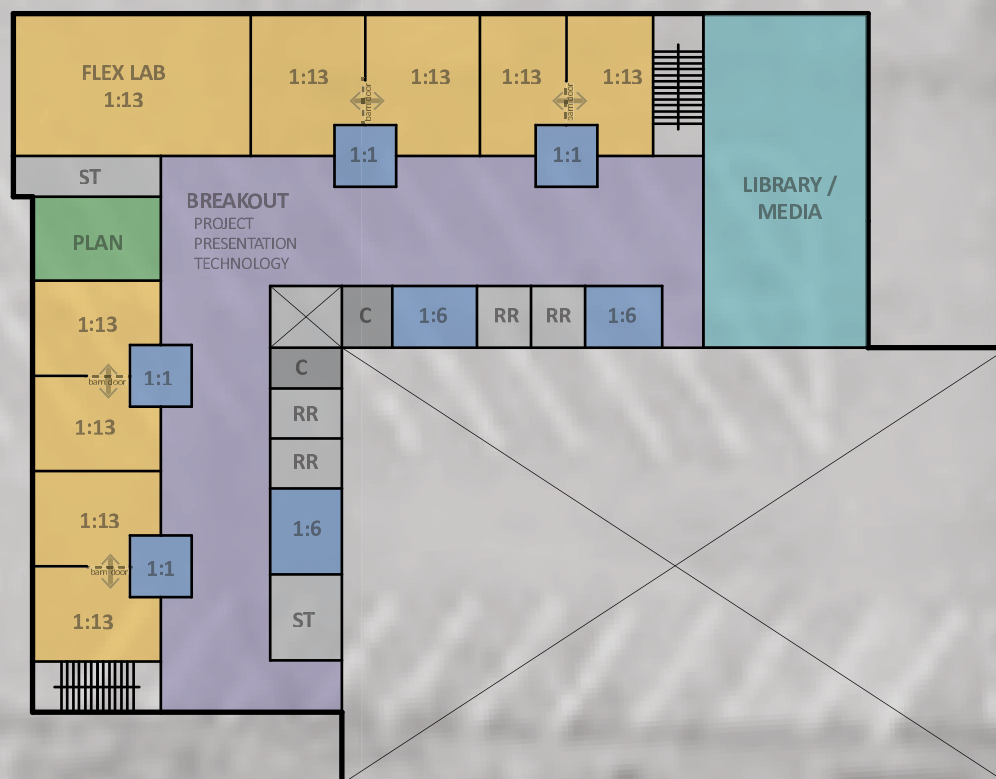 FLEX LAB
1:13
1:13
1:13
1:13
1:13
barn door
barn door
1:1
1:1
ST
LIBRARY /
MEDIA
BREAKOUT
PROJECT
PRESENTATION
TECHNOLOGY
PLAN
C
1:6
RR
RR
1:6
1:13
barn door
1:1
1:13
C
RR
RR
1:6
1:13
barn door
1:1
1:13
ST